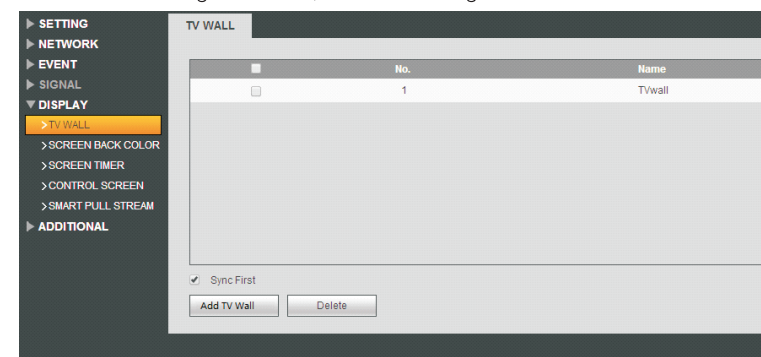 SETTING
NETWORK
EVENT
SIGNAL
DISPLAY
TV WALL
SCREEN BACK COLOR
SCREEN TIMER
CONTROL SCREEN
SMART PULL STREAM
ADDITIONAL
TV WALL
No. Name
1 TVwall
Sync First
Add TV Wall Delete